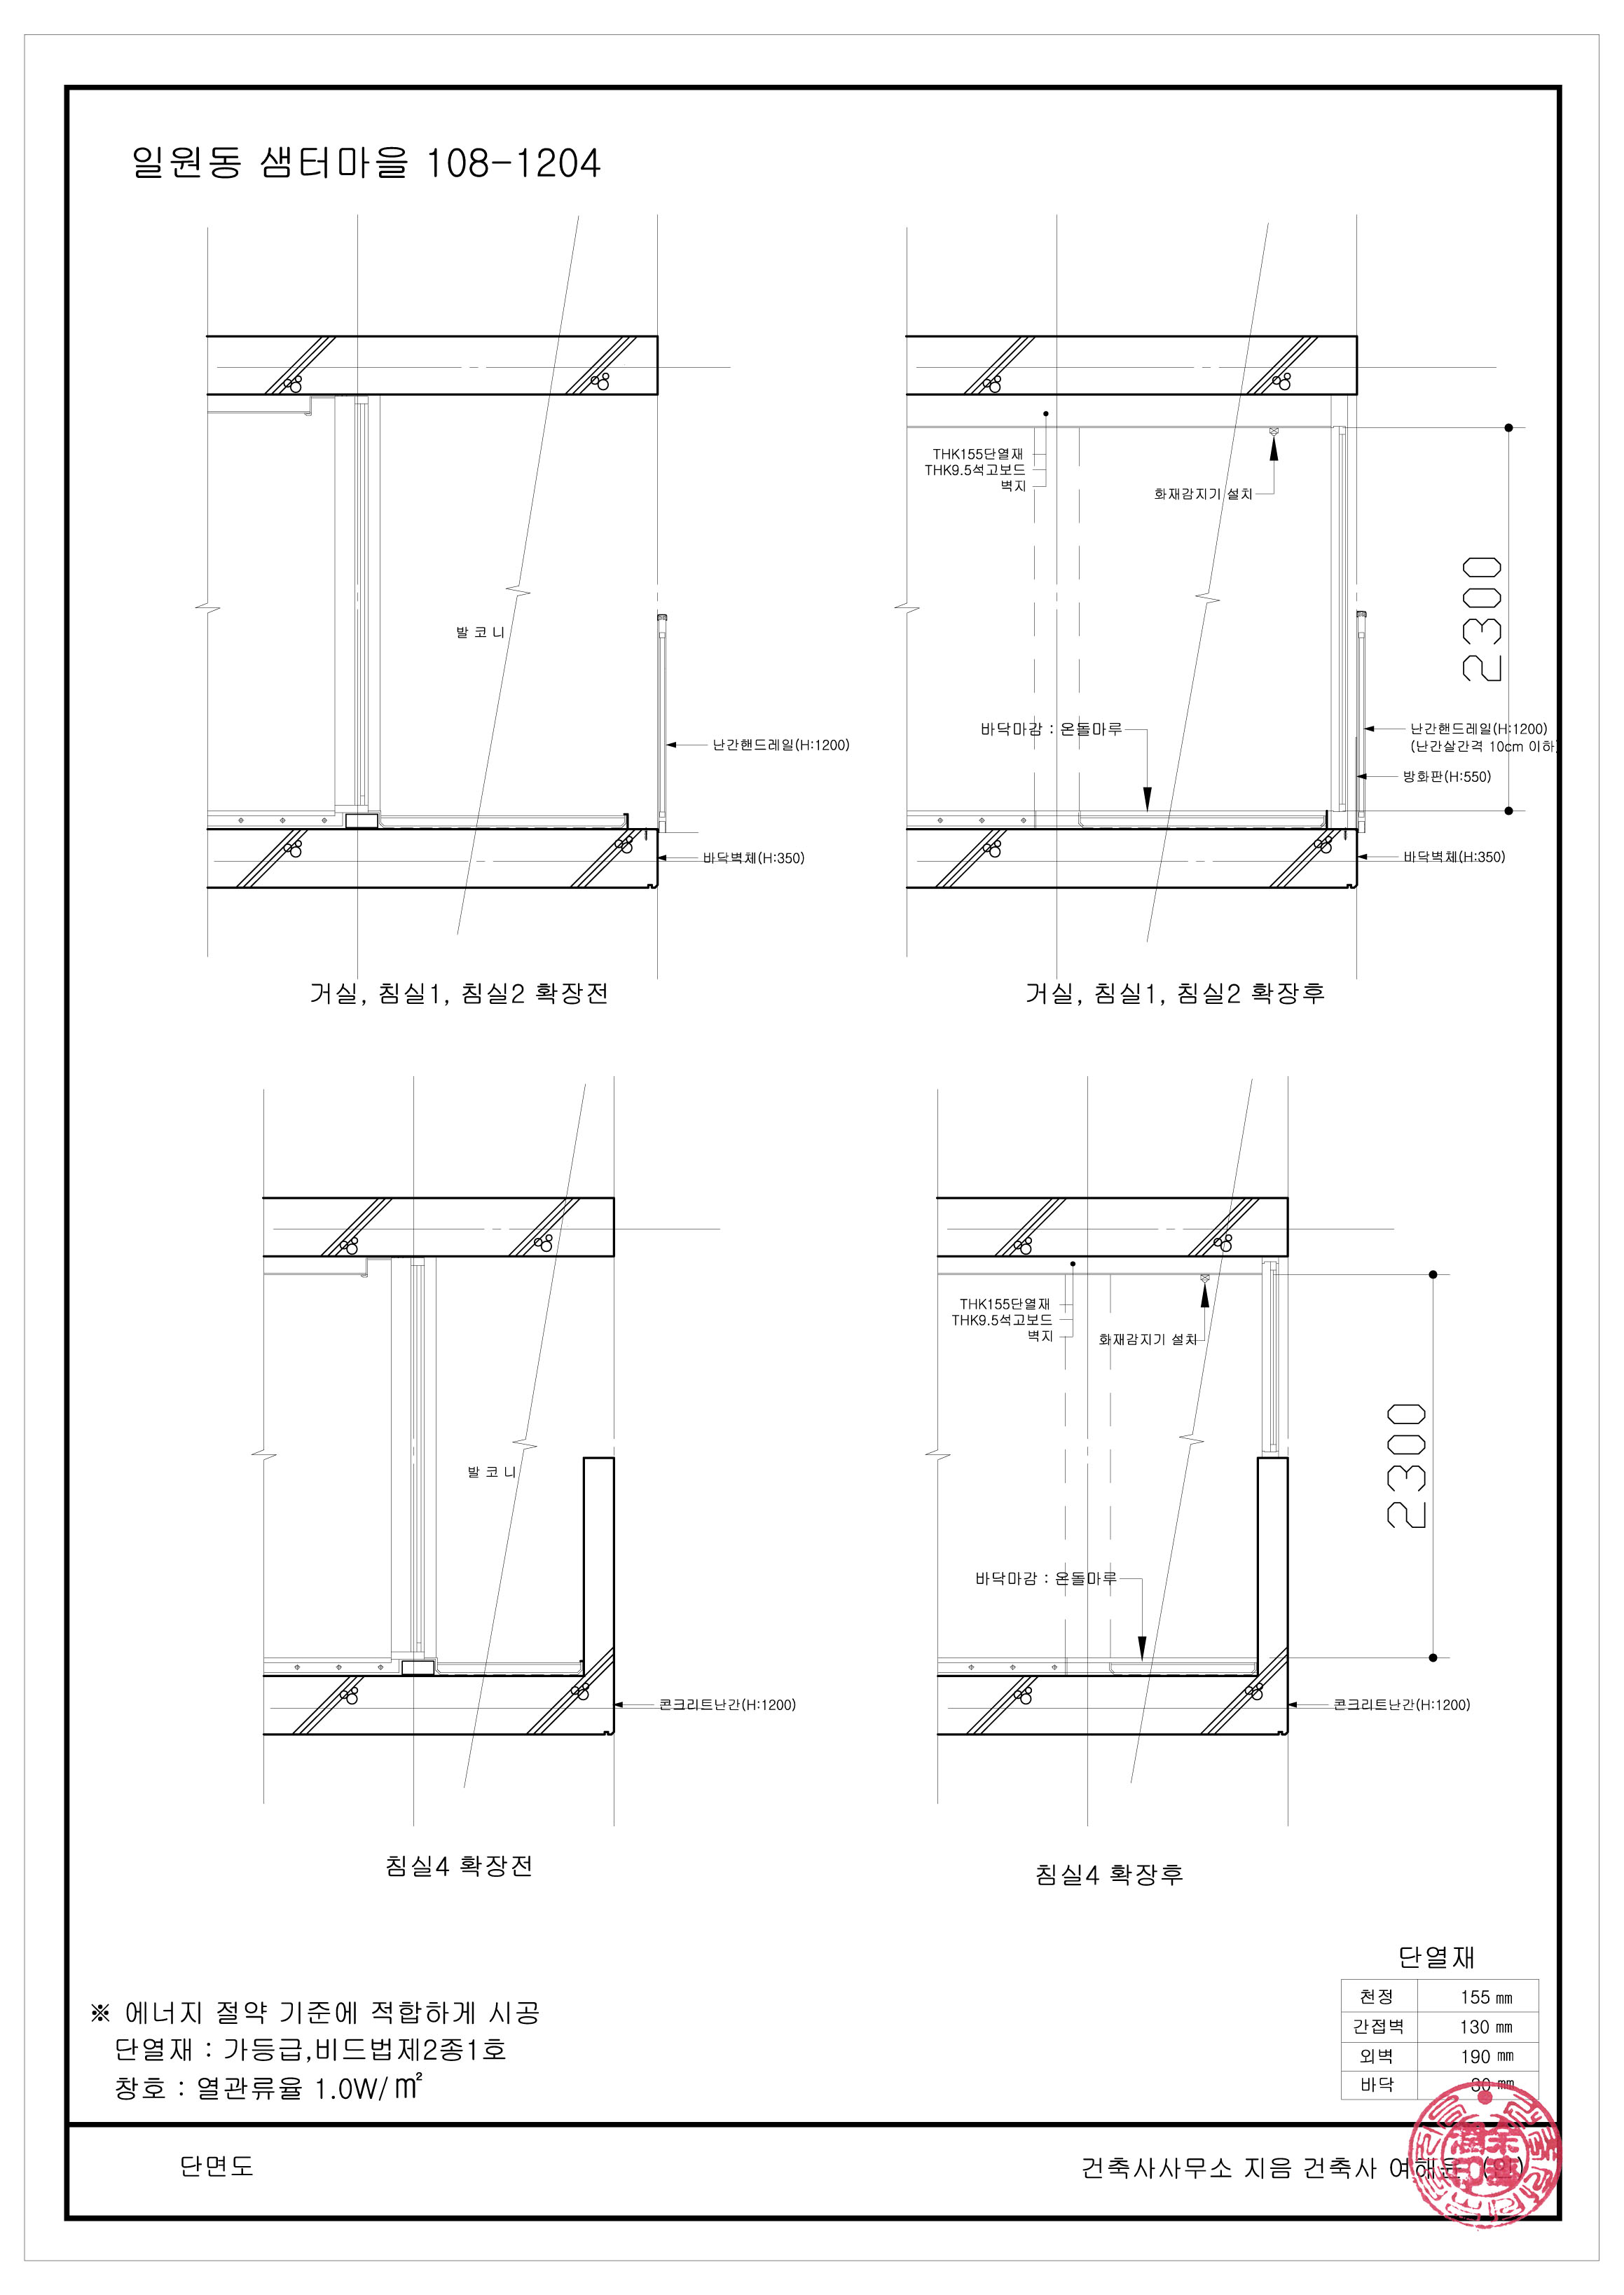 일원동 샘터마을 108-1204
발 코 니
난간핸드레일(H:1200)
바닥벽체(H:350)
거실, 침실1, 침실2 확장전
THK155단열재
THK9.5석고보드
벽지
화재감지기 설치
2300
바닥마감 : 온돌마루
난간핸드레일(H:1200)
(난간살간격 10cm 이하)
방화판(H:550)
바닥벽체(H:350)
거실, 침실1, 침실2 확장후
발 코 니
콘크리트난간(H:1200)
침실4 확장전
THK155단열재
THK9.5석고보드
벽지
화재감지기 설치
2300
바닥마감 : 온돌마루
콘크리트난간(H:1200)
침실4 확장후
※ 에너지 절약 기준에 적합하게 시공
단열재 : 가등급,비드법제2종1호
창호 : 열관류율 1.0W/㎡
단열재
천정 155 ㎜
간접벽 130 ㎜
외벽 190 ㎜
바닥 30 ㎜
단면도
건축사사무소 지음 건축사 (인)